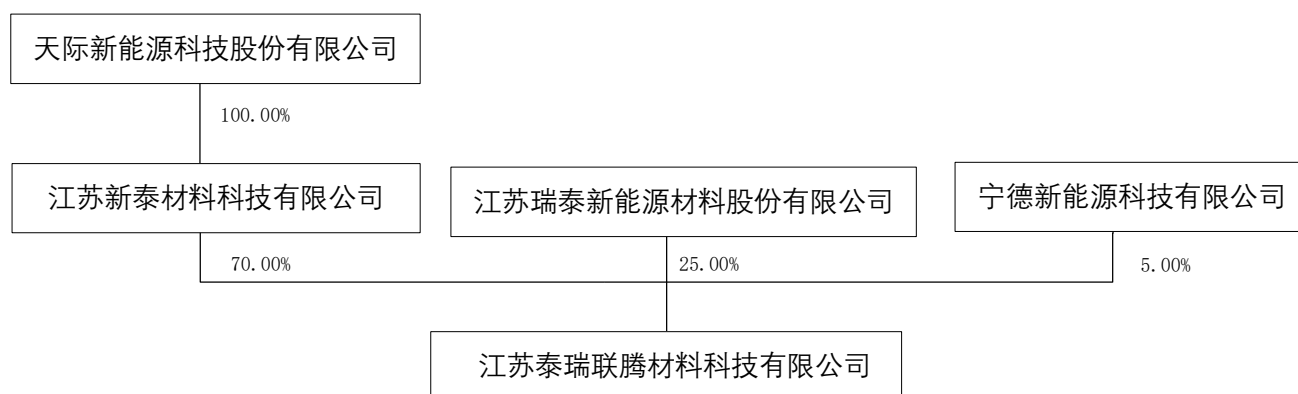 天际新能源科技股份有限公司
100.00%
江苏新泰材料科技有限公司
江苏瑞泰新能源材料股份有限公司
宁德新能源科技有限公司
70.00%
25.00%
5.00%
江苏泰瑞联腾材料科技有限公司